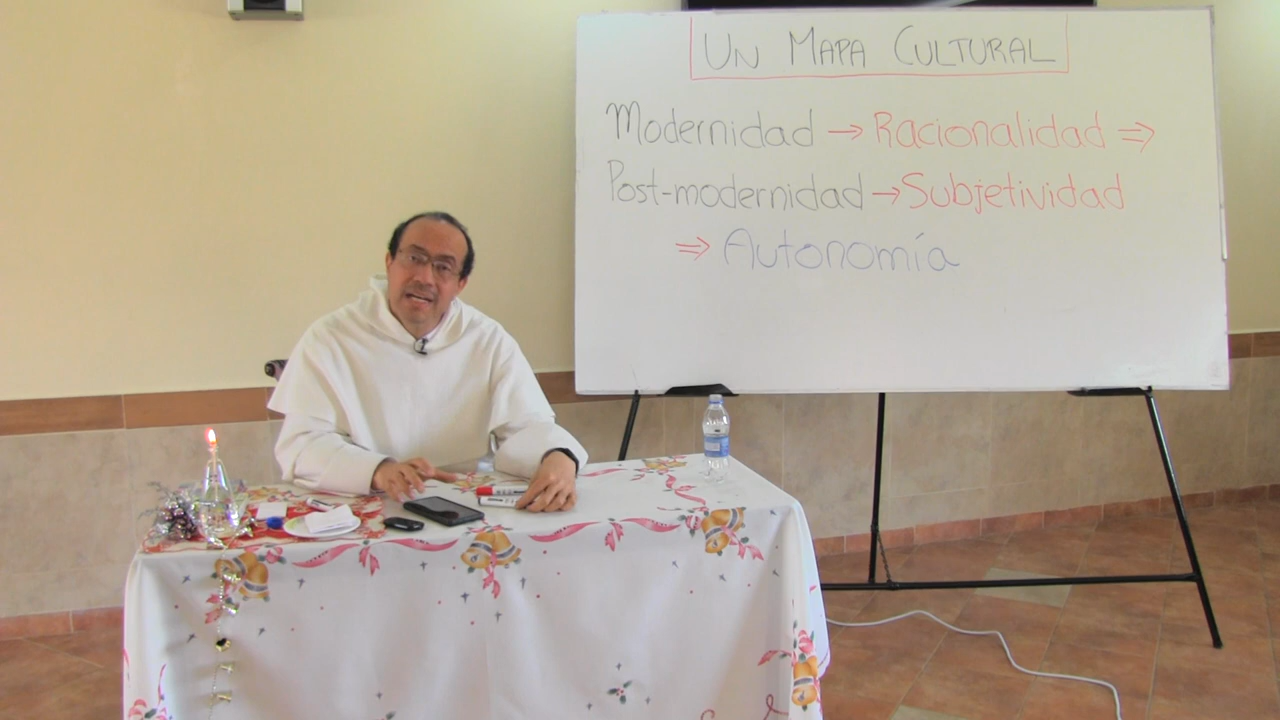 UN MAPA CULTURAL
Modernidad → Racionalidad ⇒
Post-modernidad → Subjetividad
⇒ Autonomía